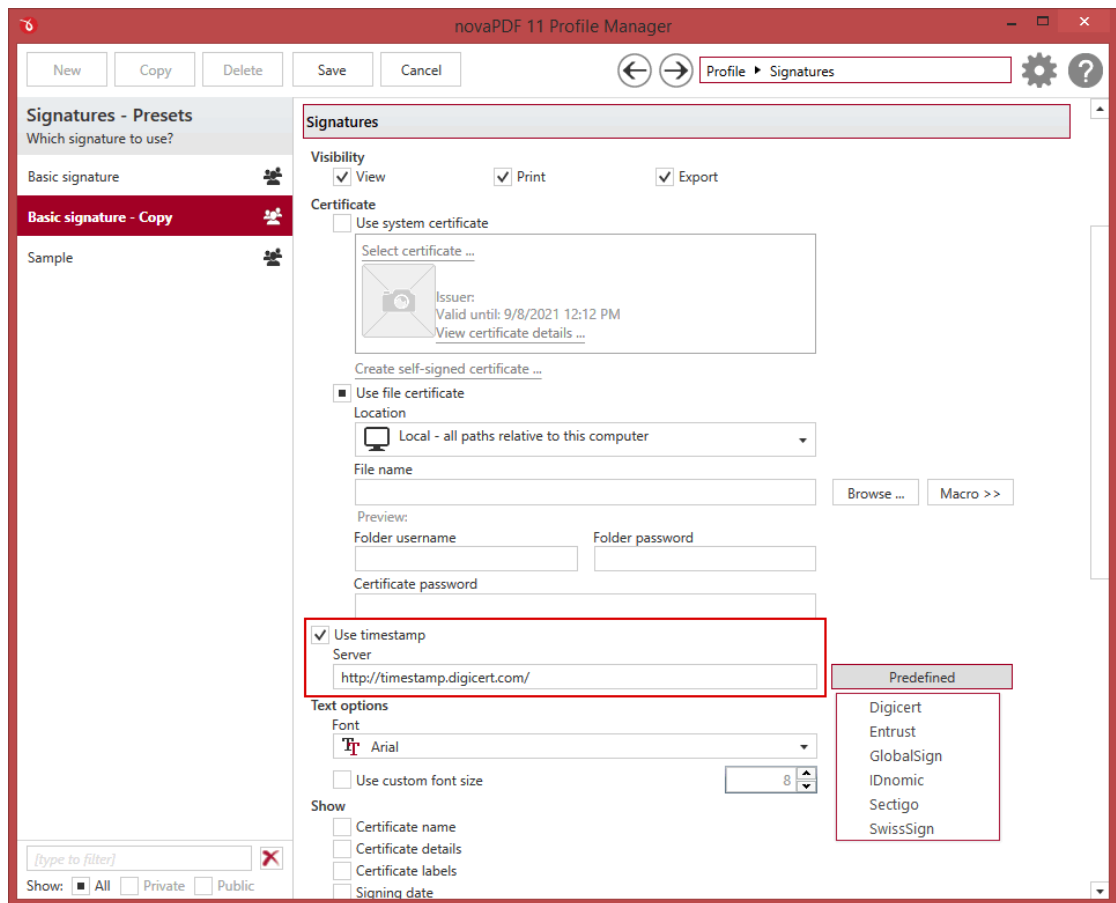 novaPDF 11 Profile Manager
New Copy Delete Save Cancel Profile ▸ Signatures
Signatures - Presets
Which signature to use?
Basic signature
Basic signature - Copy
Sample
[type to filter]
Show: All Private Public
Signatures
Visibility
View Print Export
Certificate
Use system certificate
Select certificate ...
Issuer:
Valid until: 9/8/2021 12:12 PM
View certificate details ...
Create self-signed certificate ...
Use file certificate
Location
Local - all paths relative to this computer
File name
Browse ... Macro >>
Preview:
Folder username Folder password
Certificate password
Use timestamp
Server
http://timestamp.digicert.com/
Predefined
Digicert
Entrust
GlobalSign
IDnomic
Sectigo
SwissSign
Text options
Font
Arial
Use custom font size 8
Show
Certificate name
Certificate details
Certificate labels
Signing date